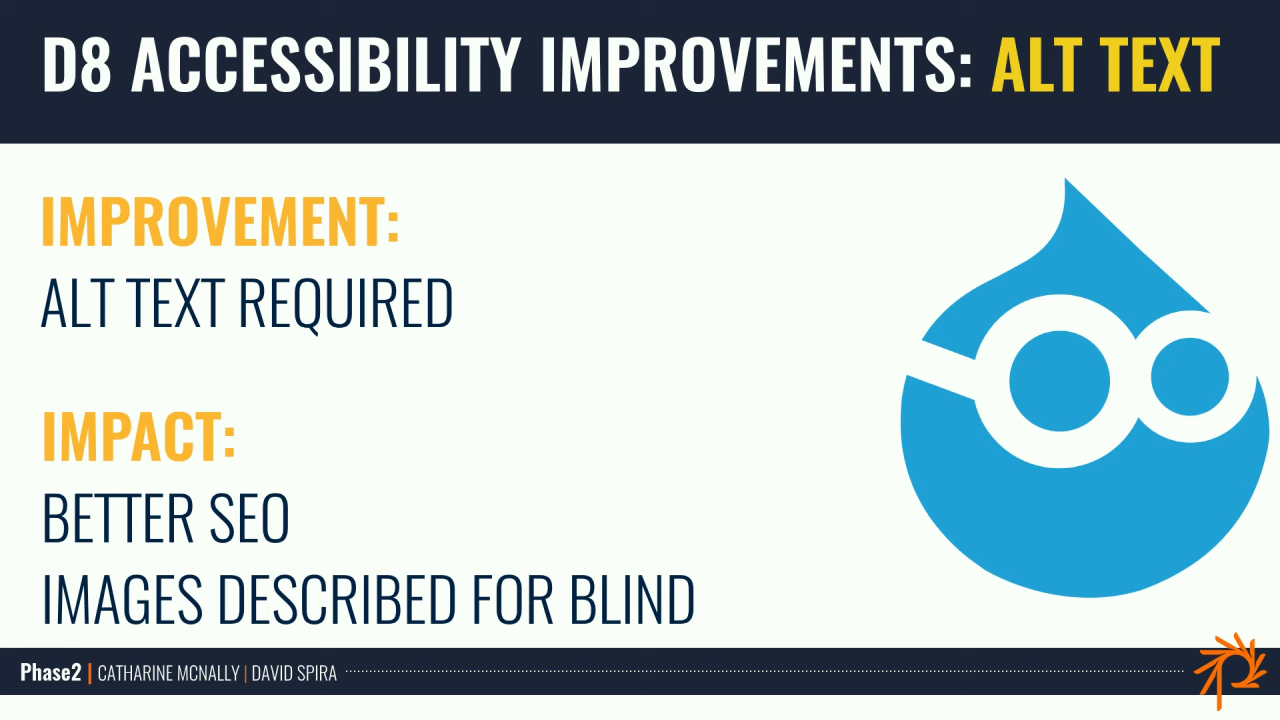 D8 ACCESSIBILITY IMPROVEMENTS: ALT TEXT
IMPROVEMENT:
ALT TEXT REQUIRED
IMPACT:
BETTER SEO
IMAGES DESCRIBED FOR BLIND
Phase2 | CATHARINE MCNALLY | DAVID SPIRA